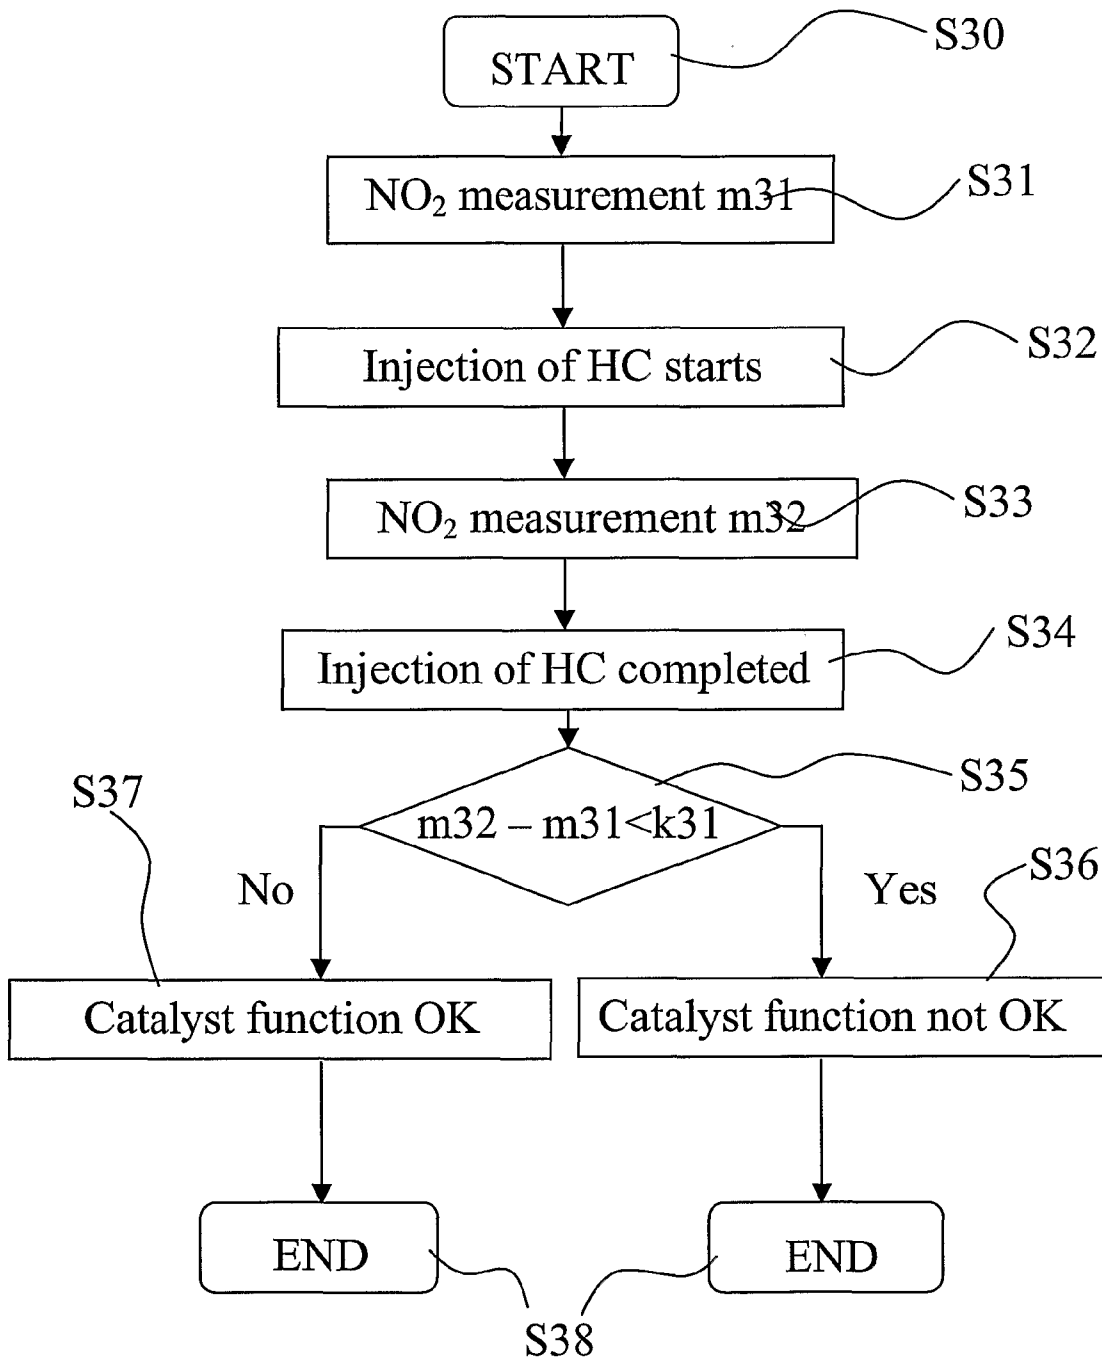 START
S30
NO₂ measurement m31
S31
Injection of HC starts
S32
NO₂ measurement m32
S33
Injection of HC completed
S34
m32 – m31<k31
S35
S37
No
Yes
S36
Catalyst function OK
Catalyst function not OK
END
END
S38